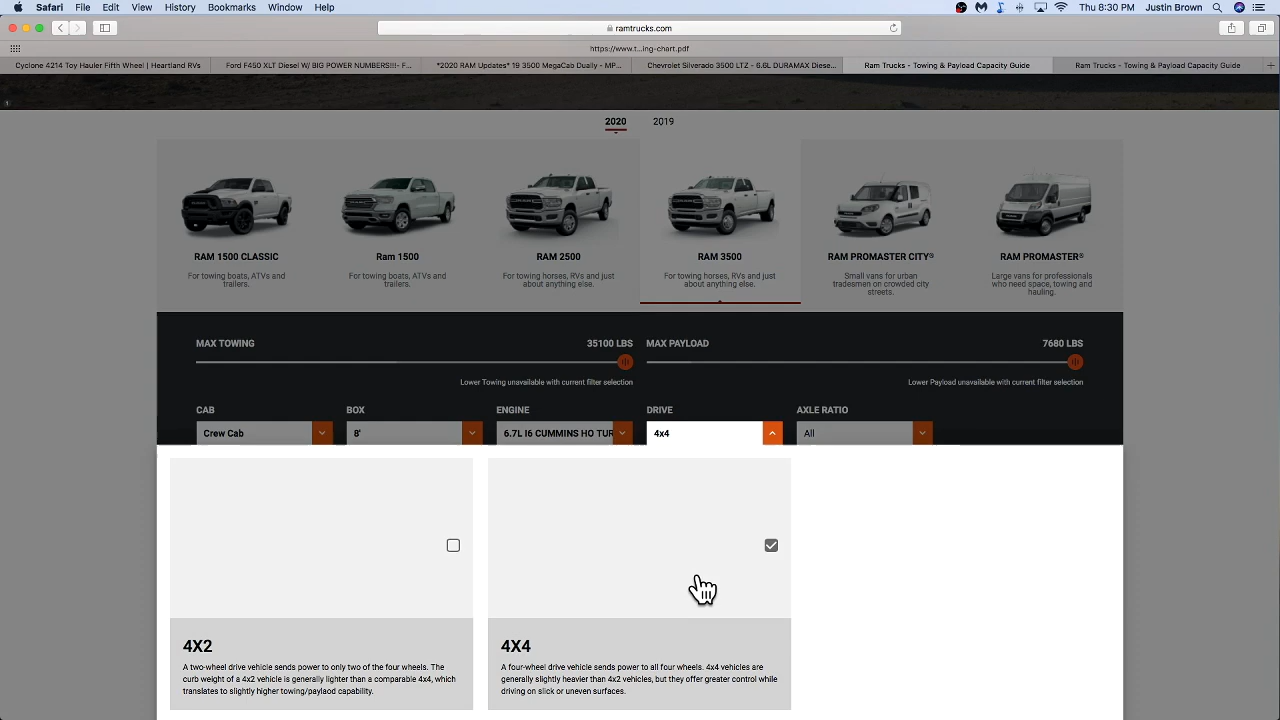 Safari File Edit View History Bookmarks Window Help Thu 8:30 PM Justin Brown
ramtrucks.com
https://www.t...ing-chart.pdf
Cyclone 4214 Toy Hauler Fifth Wheel | Heartland RVs
Ford F450 XLT Diesel W/ BIG POWER NUMBERS!!!- F...
*2020 RAM Updates* 19 3500 MegaCab Dually - MP...
Chevrolet Silverado 3500 LTZ - 6.6L DURAMAX Diese...
Ram Trucks - Towing & Payload Capacity Guide
Ram Trucks - Towing & Payload Capacity Guide
1
2020 2019
RAM 1500 CLASSIC
For towing boats, ATVs and
trailers.
Ram 1500
For towing boats, ATVs and
trailers.
RAM 2500
For towing horses, RVs and just
about anything else.
RAM 3500
For towing horses, RVs and just
about anything else.
RAM PROMASTER CITY®
Small vans for urban
tradesmen on crowded city
streets.
RAM PROMASTER®
Large vans for professionals
who need space, towing and
hauling.
MAX TOWING 35100 LBS
Lower Towing unavailable with current filter selection
MAX PAYLOAD 7680 LBS
Lower Payload unavailable with current filter selection
CAB BOX ENGINE DRIVE AXLE RATIO
Crew Cab 8' 6.7L I6 CUMMINS HO TUR 4x4 All
4X2
A two-wheel drive vehicle sends power to only two of the four wheels. The
curb weight of a 4x2 vehicle is generally lighter than a comparable 4x4, which
translates to slightly higher towing/paylaod capability.
4X4
A four-wheel drive vehicle sends power to all four wheels. 4x4 vehicles are
generally slightly heavier than 4x2 vehicles, but they offer greater control while
driving on slick or uneven surfaces.